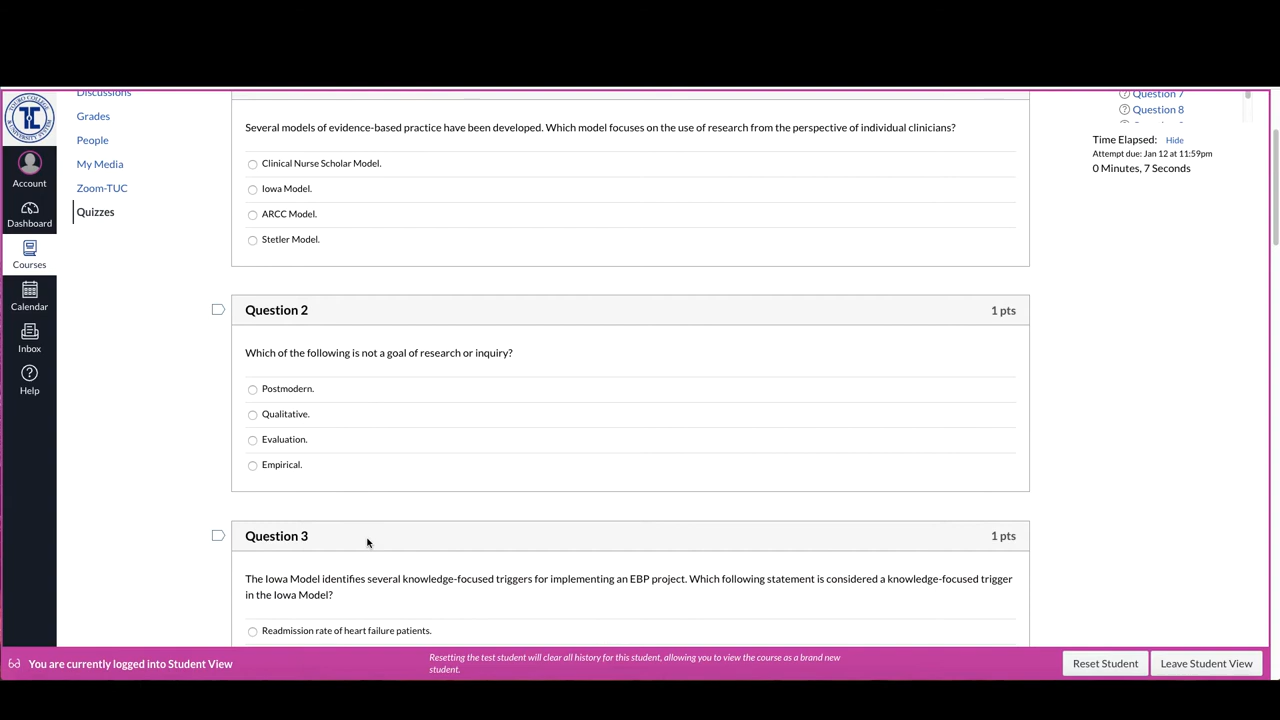 Discussions
Grades
People
My Media
Zoom-TUC
Quizzes
Account
Dashboard
Courses
Calendar
Inbox
Help
Several models of evidence-based practice have been developed. Which model focuses on the use of research from the perspective of individual clinicians?
Clinical Nurse Scholar Model.
Iowa Model.
ARCC Model.
Stetler Model.
Question 2
1 pts
Which of the following is not a goal of research or inquiry?
Postmodern.
Qualitative.
Evaluation.
Empirical.
Question 3
1 pts
The Iowa Model identifies several knowledge-focused triggers for implementing an EBP project. Which following statement is considered a knowledge-focused trigger
in the Iowa Model?
Readmission rate of heart failure patients.
Question 7
Question 8
Time Elapsed: Hide
Attempt due: Jan 12 at 11:59pm
0 Minutes, 7 Seconds
You are currently logged into Student View
Resetting the test student will clear all history for this student, allowing you to view the course as a brand new
student.
Reset Student
Leave Student View